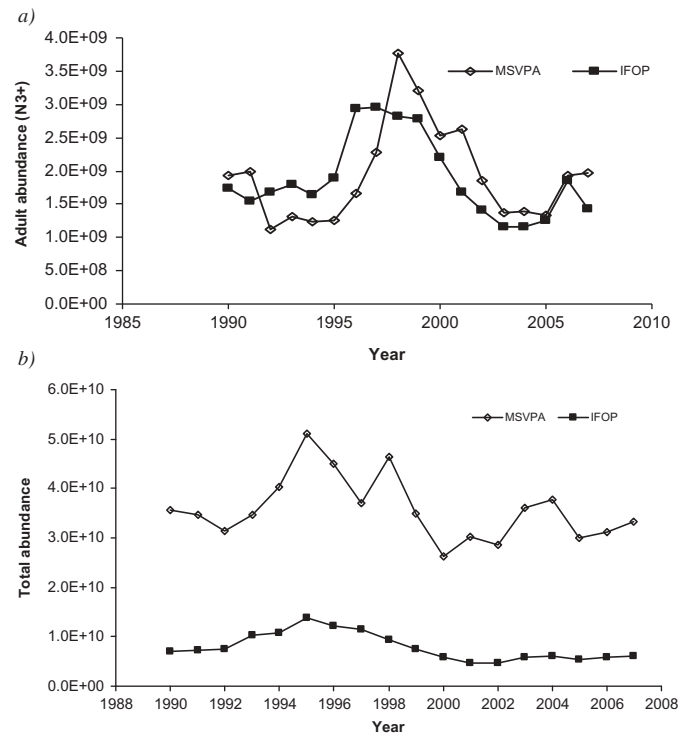 a)
4.0E+09
3.5E+09
3.0E+09
2.5E+09
2.0E+09
1.5E+09
1.0E+09
5.0E+08
0.0E+00
Adult abundance (N3+)
MSVPA IFOP
1985 1990 1995 2000 2005 2010
Year
b)
6.0E+10
5.0E+10
4.0E+10
3.0E+10
2.0E+10
1.0E+10
0.0E+00
Total abundance
MSVPA IFOP
1988 1990 1992 1994 1996 1998 2000 2002 2004 2006 2008
Year